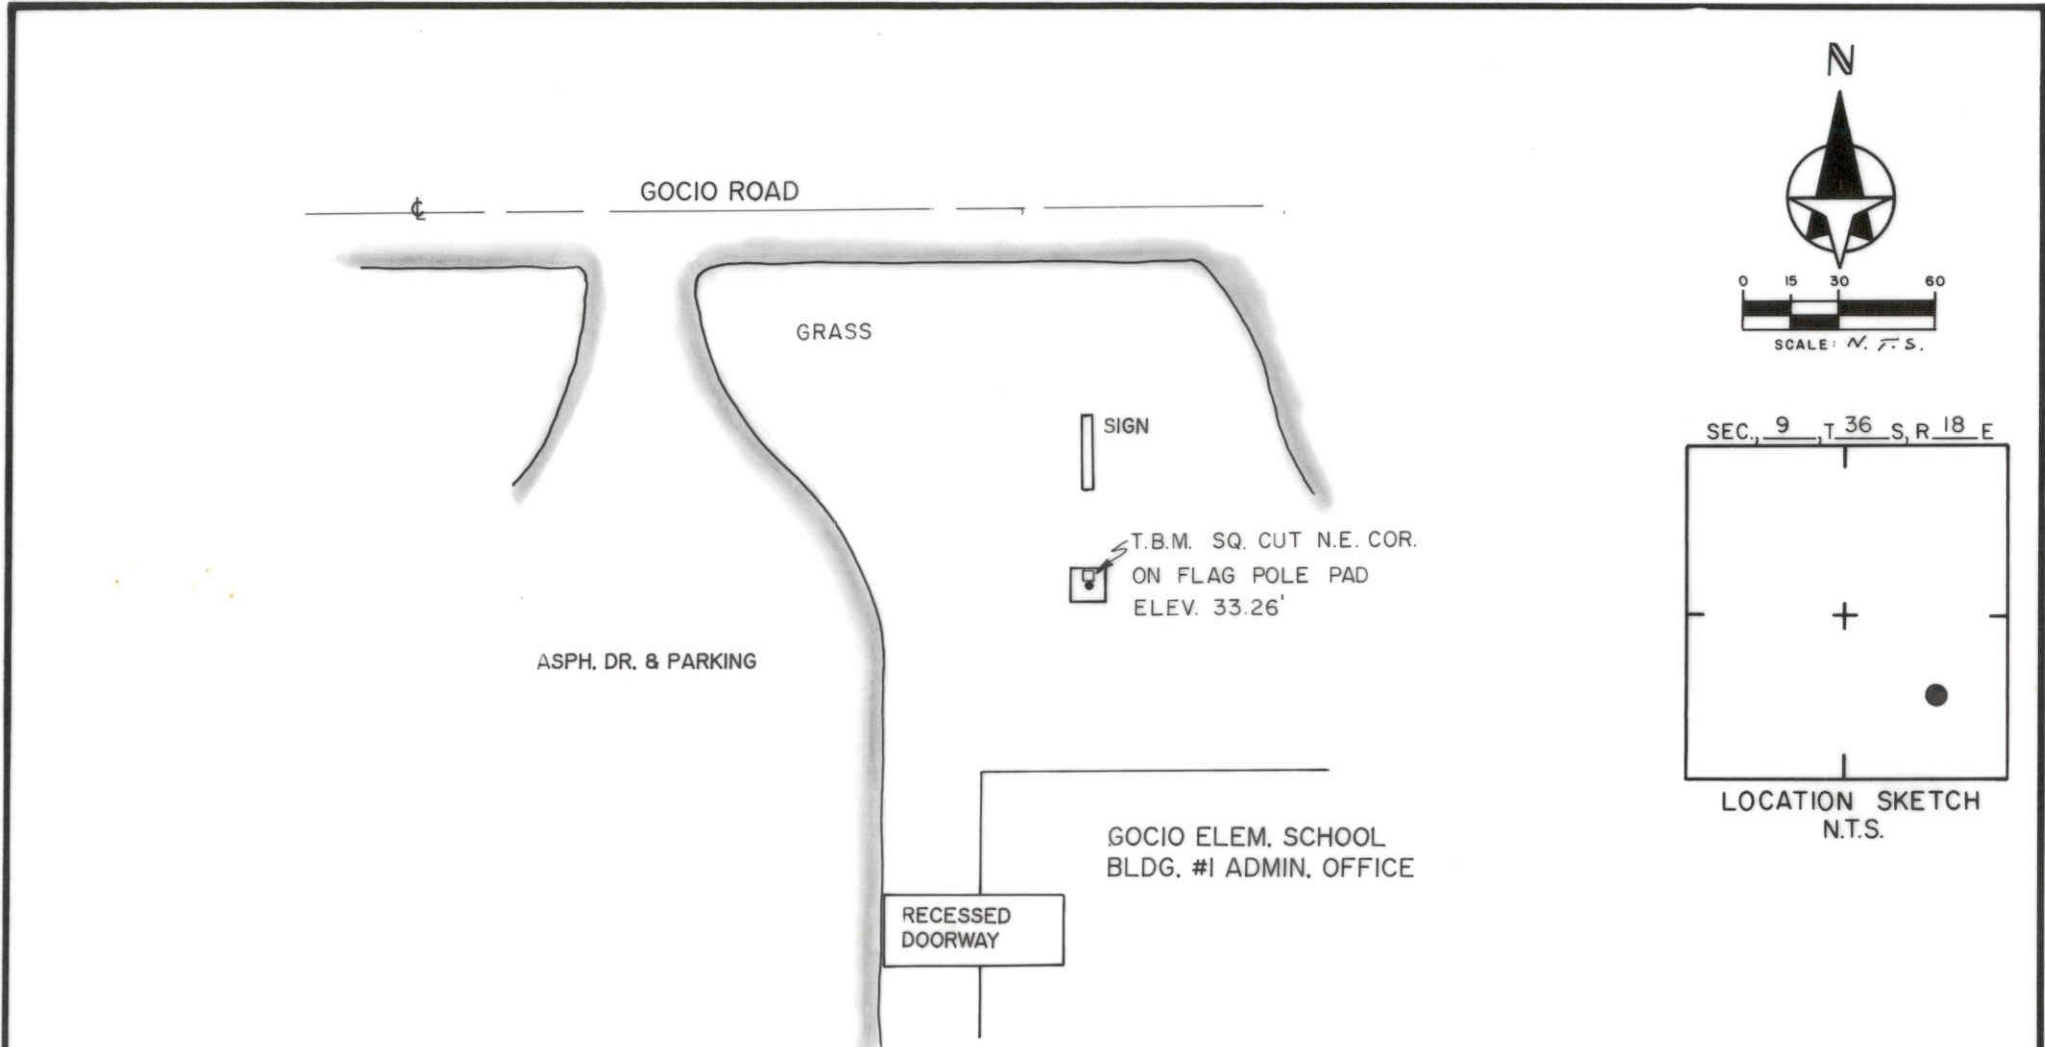 N
GOCIO ROAD
℄
0 15 30 60
SCALE: N.T.S.
GRASS
SIGN
SEC., 9, T 36 S, R 18 E
T.B.M. SQ. CUT N.E. COR.
ON FLAG POLE PAD
ELEV. 33.26'
ASPH. DR. & PARKING
LOCATION SKETCH
N.T.S.
GOCIO ELEM. SCHOOL
BLDG. #1 ADMIN. OFFICE
RECESSED
DOORWAY